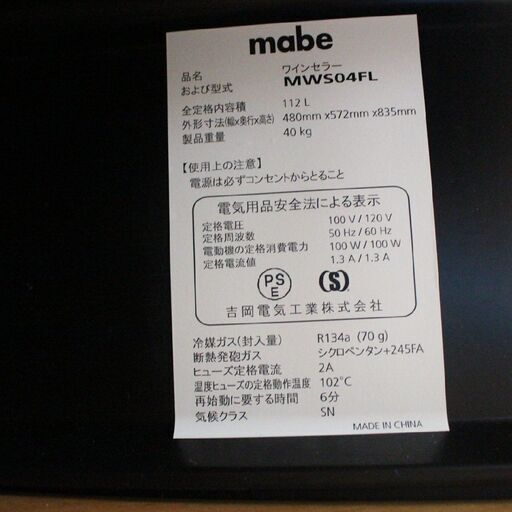 mabe
品名 ワインセラー
および型式 MWS04FL
全定格内容積 112 L
外形寸法(幅x奥行x高さ) 480mm x572mm x835mm
製品重量 40 kg
【使用上の注意】
電源は必ずコンセントからとること
電気用品安全法による表示
定格電圧 100 V / 120 V
定格周波数 50 Hz / 60 Hz
電動機の定格消費電力 100 W / 100 W
定格電流値 1.3 A / 1.3 A
PS
E
(S)
吉岡電気工業株式会社
冷媒ガス(封入量) R134a (70 g)
断熱発砲ガス シクロペンタン+245FA
ヒューズ定格電流 2A
温度ヒューズの定格動作温度 102°C
再始動に要する時間 6分
気候クラス SN
MADE IN CHINA